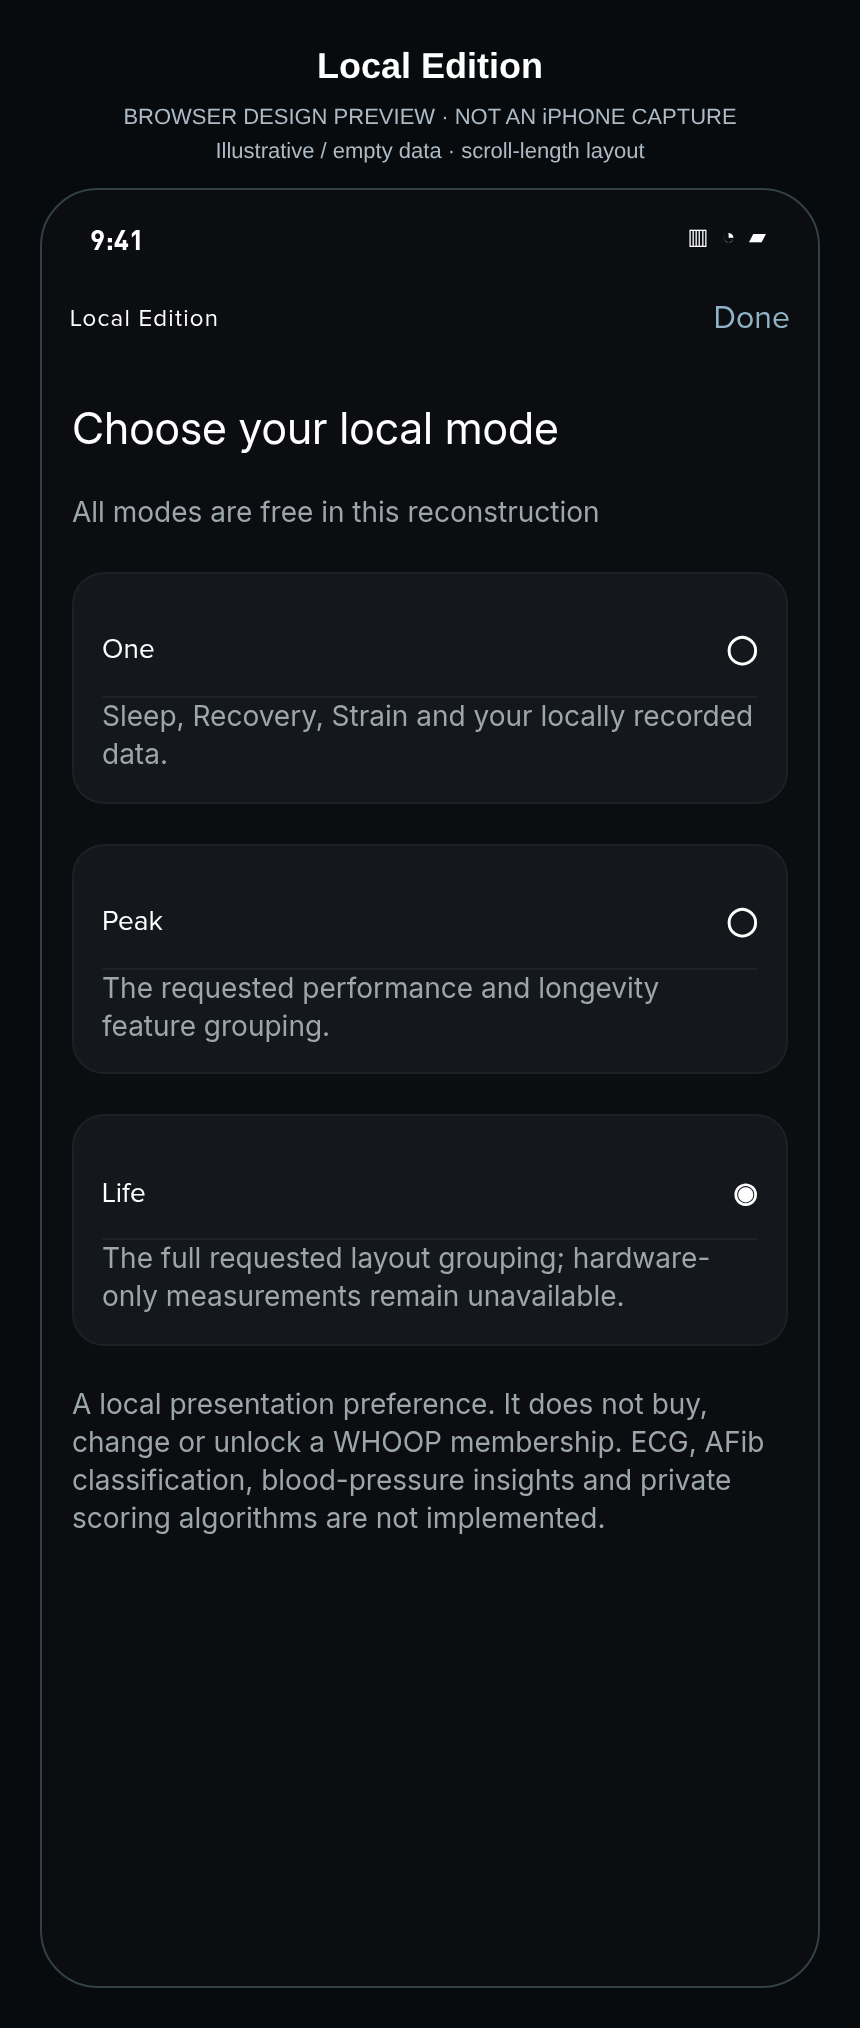 Local Edition
BROWSER DESIGN PREVIEW · NOT AN iPHONE CAPTURE
Illustrative / empty data · scroll-length layout
9:41
Local Edition
Done
Choose your local mode
All modes are free in this reconstruction
One
Sleep, Recovery, Strain and your locally recorded
data.
Peak
The requested performance and longevity
feature grouping.
Life
The full requested layout grouping; hardware-
only measurements remain unavailable.
A local presentation preference. It does not buy,
change or unlock a WHOOP membership. ECG, AFib
classification, blood-pressure insights and private
scoring algorithms are not implemented.